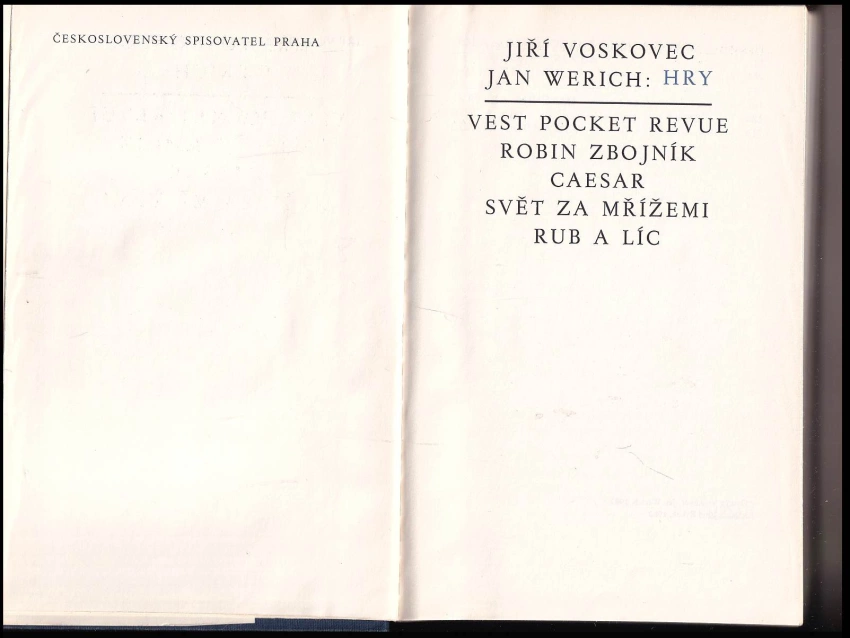 ČESKOSLOVENSKÝ SPISOVATEL PRAHA
JIŘÍ VOSKOVEC
JAN WERICH: HRY
VEST POCKET REVUE
ROBIN ZBOJNÍK
CAESAR
SVĚT ZA MŘÍŽEMI
RUB A LÍC